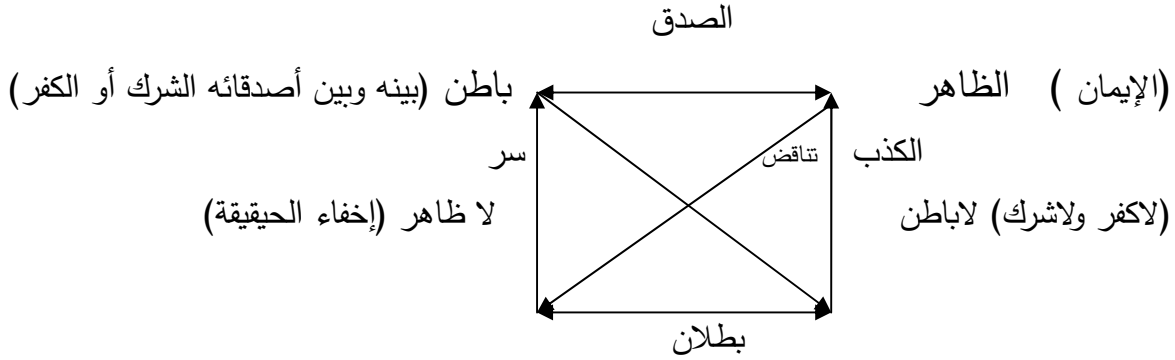 الصدق
(الإيمان ) الظاهر باطن (بينه وبين أصدقائه الشرك أو الكفر)
الكذب تناقض سر
(لاكفر ولاشرك) لاباطن لا ظاهر (إخفاء الحيقيقة)
بطلان